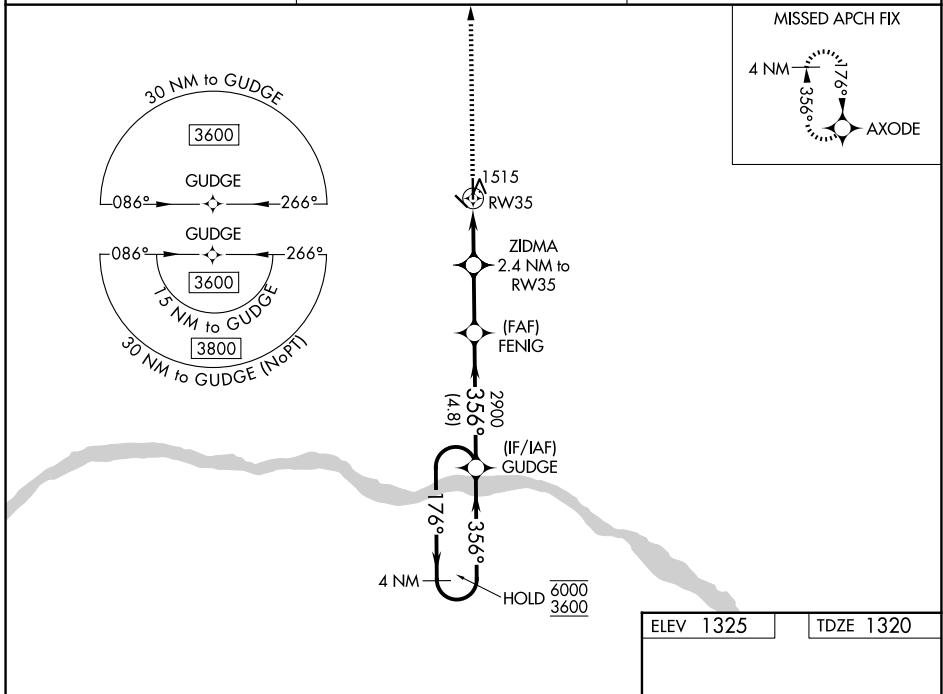 MISSED APCH FIX
4 NM
356°
176°
AXODE
30 NM to GUDGE
3600
GUDGE
086°
266°
GUDGE
086°
266°
3600
15 NM to GUDGE
3800
30 NM to GUDGE (NoPT)
1515
RW35
ZIDMA
2.4 NM to
RW35
(FAF)
FENIG
2900
356°
(4.8)
(IF/IAF)
GUDGE
176°
356°
4 NM
HOLD
6000
3600
ELEV 1325
TDZE 1320